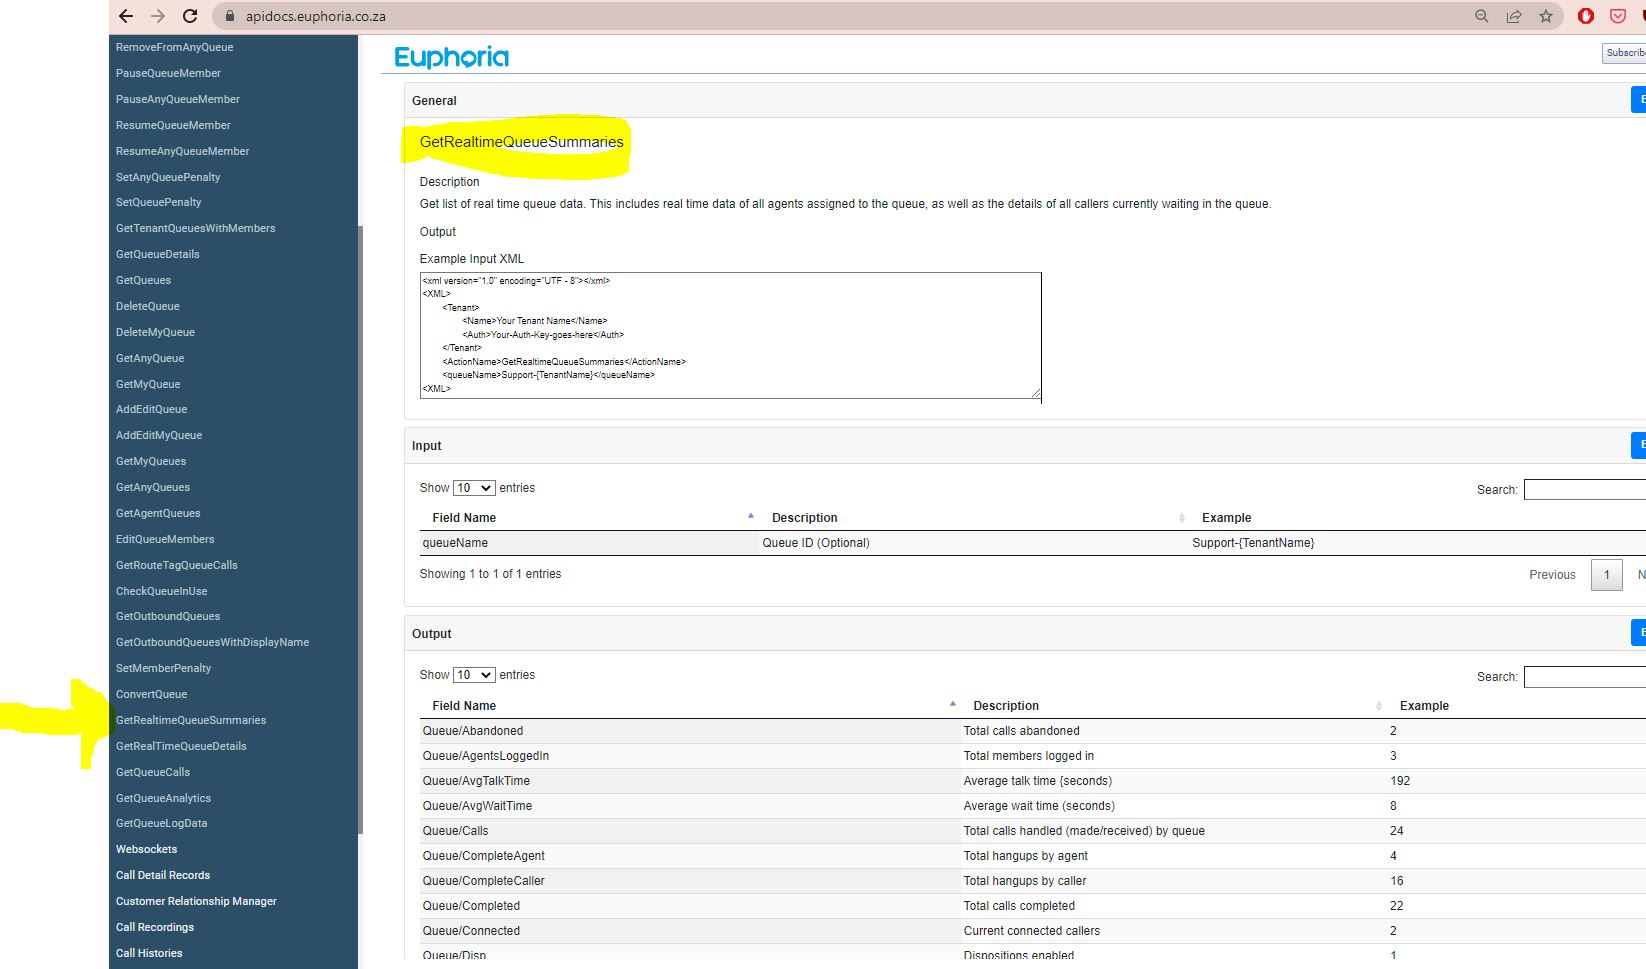 apidocs.euphoria.co.za
RemoveFromAnyQueue
PauseQueueMember
PauseAnyQueueMember
ResumeQueueMember
ResumeAnyQueueMember
SetAnyQueuePenalty
SetQueuePenalty
GetTenantQueuesWithMembers
GetQueueDetails
GetQueues
DeleteQueue
DeleteMyQueue
GetAnyQueue
GetMyQueue
AddEditQueue
AddEditMyQueue
GetMyQueues
GetAnyQueues
GetAgentQueues
EditQueueMembers
GetRouteTagQueueCalls
CheckQueueInUse
GetOutboundQueues
GetOutboundQueuesWithDisplayName
SetMemberPenalty
ConvertQueue
GetRealtimeQueueSummaries
GetRealTimeQueueDetails
GetQueueCalls
GetQueueAnalytics
GetQueueLogData
Websockets
Call Detail Records
Customer Relationship Manager
Call Recordings
Call Histories
Euphoria
Subscrib
General
E
GetRealtimeQueueSummaries
Description
Get list of real time queue data. This includes real time data of all agents assigned to the queue, as well as the details of all callers currently waiting in the queue.
Output
Example Input XML
<xml version="1.0" encoding="UTF - 8"></xml>
<XML>
<Tenant>
<Name>Your Tenant Name</Name>
<Auth>Your-Auth-Key-goes-here</Auth>
</Tenant>
<ActionName>GetRealtimeQueueSummaries</ActionName>
<queueName>Support-{TenantName}</queueName>
<XML>
Input
E
Show 10 entries
Search:
Field Name Description Example
queueName Queue ID (Optional) Support-{TenantName}
Showing 1 to 1 of 1 entries
Previous 1 N
Output
E
Show 10 entries
Search:
Field Name Description Example
Queue/Abandoned Total calls abandoned 2
Queue/AgentsLoggedIn Total members logged in 3
Queue/AvgTalkTime Average talk time {seconds) 192
Queue/AvgWaitTime Average wait time (seconds) 8
Queue/Calls Total calls handled (made/received) by queue 24
Queue/CompleteAgent Total hangups by agent 4
Queue/CompleteCaller Total hangups by caller 16
Queue/Completed Total calls completed 22
Queue/Connected Current connected callers 2
Queue/Disp Dispositions enabled 1